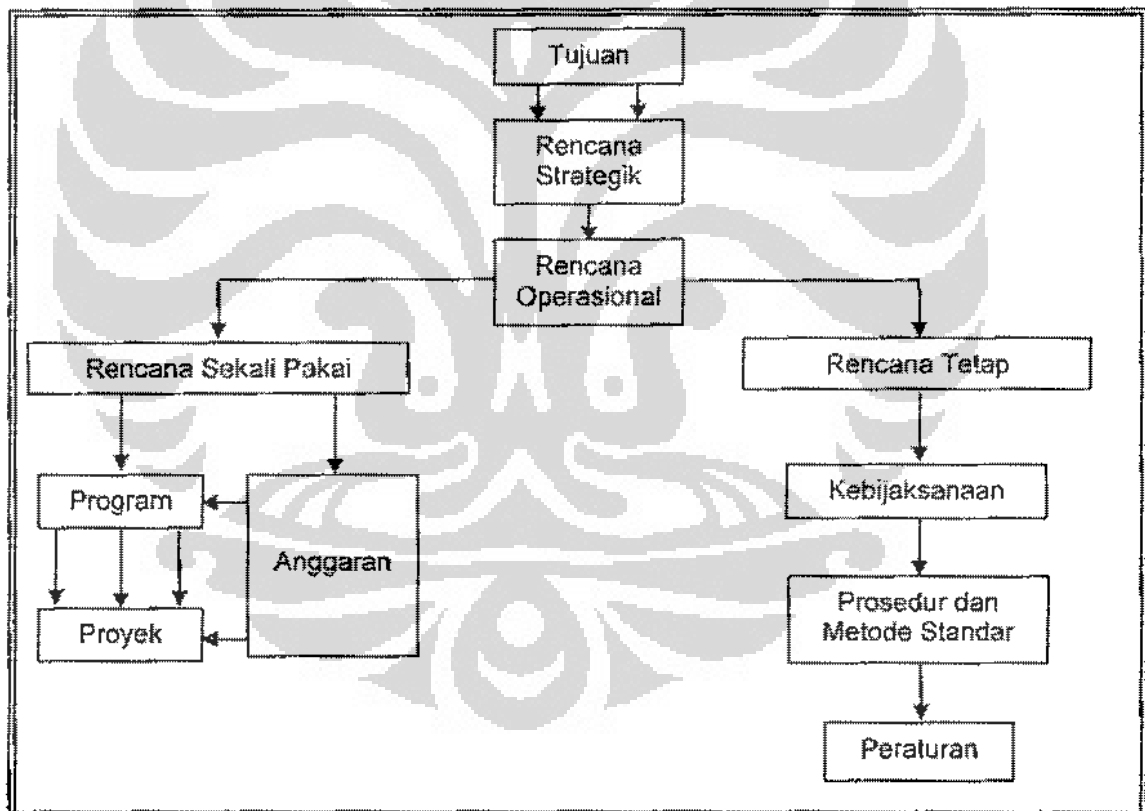 Tujuan
Rencana
Strategik
Rencana
Operasional
Rencana Sekali Pakai
Rencana Tetap
Program
Anggaran
Kebijaksanaan
Proyek
Prosedur dan
Metode Standar
Peraturan